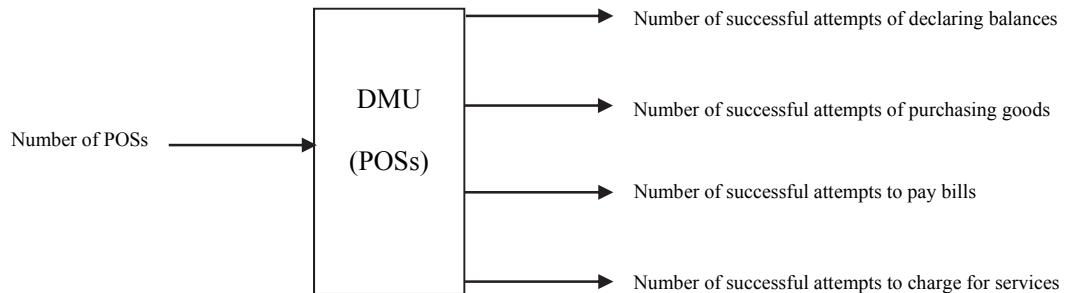 Number of successful attempts of declaring balances
DMU
Number of successful attempts of purchasing goods
Number of POSs
(POSs)
Number of successful attempts to pay bills
Number of successful attempts to charge for services